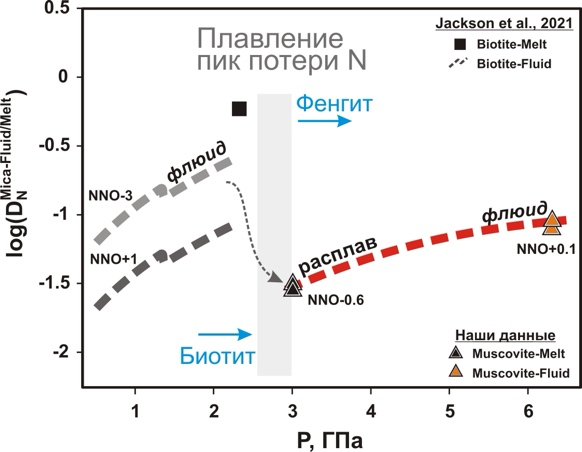 0.5
0
-0.5
-1
-1.5
-2
log(D_N^Mica-Fluid/Melt)
Плавление
пик потери N
Jackson et al., 2021
Biotite-Melt
Biotite-Fluid
Фенгит
флюид
NNO-3
NNO+1
расплав
NNO-0.6
флюид
NNO+0.1
Биотит
Наши данные
Muscovite-Melt
Muscovite-Fluid
1 2 3 4 5 6
P, ГПа